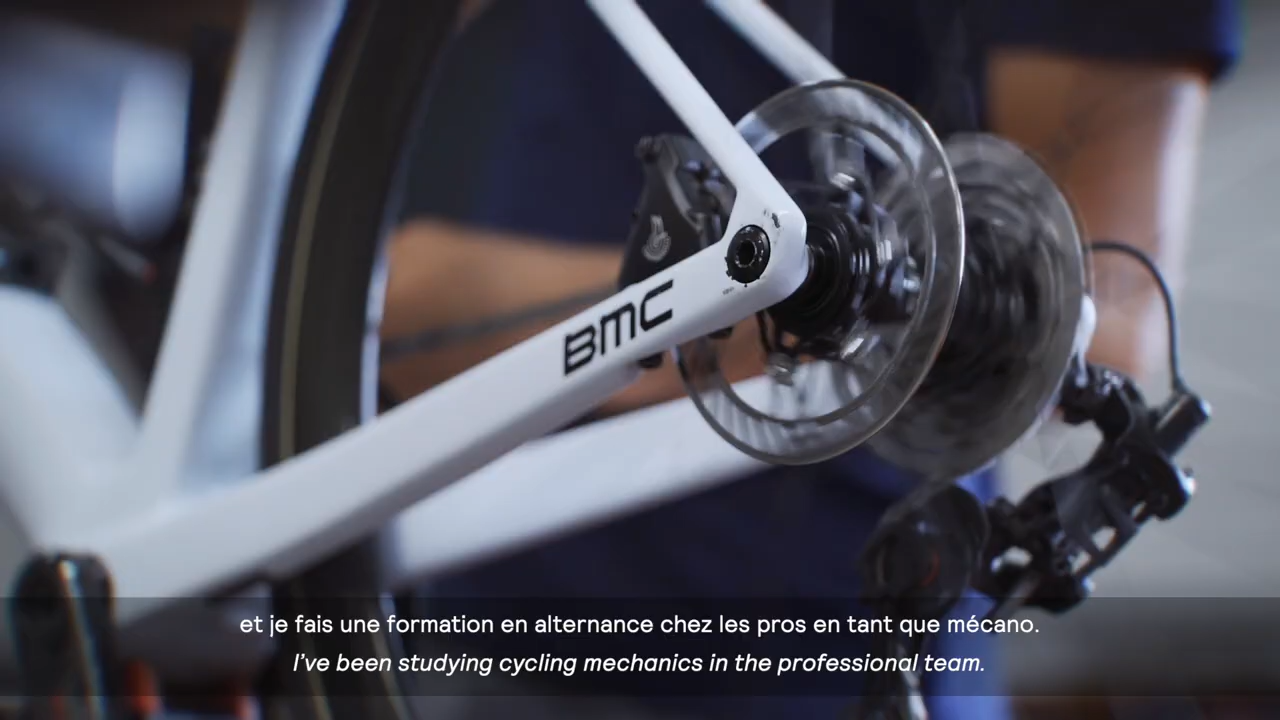 BMC
et je fais une formation en alternance chez les pros en tant que mécano.
I've been studying cycling mechanics in the professional team.